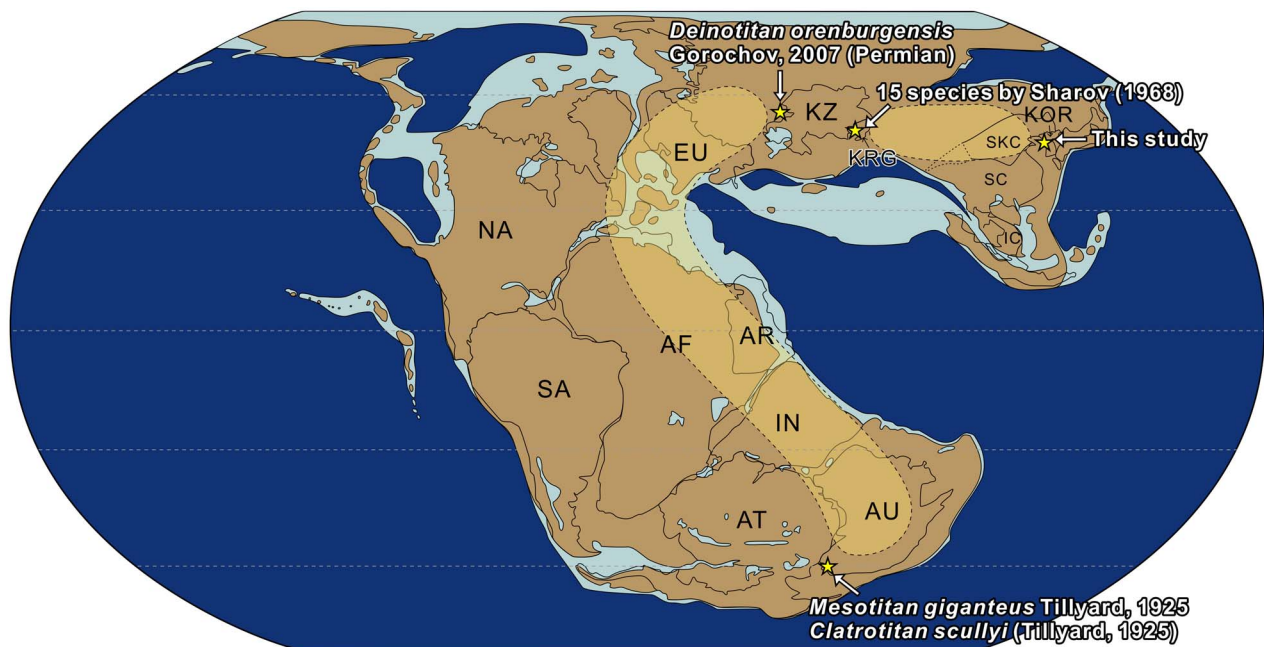 Deinotitan orenburgensis
Gorochov, 2007 (Permian)
15 species by Sharov (1968)
KZ
KOR
This study
SKC
EU
KRG
SC
NA
IC
AR
AF
SA
IN
AU
AT
Mesotitan giganteus Tillyard, 1925
Clatrotitan scullyi (Tillyard, 1925)